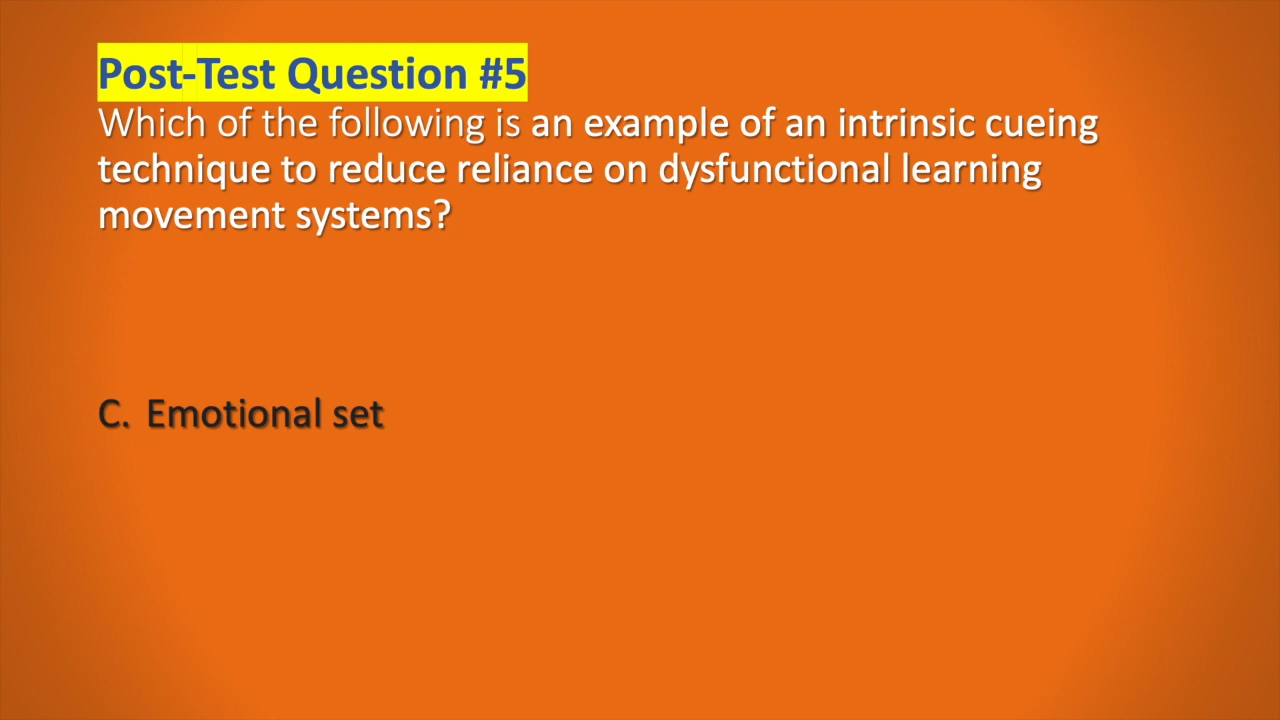 Post-Test Question #5
Which of the following is an example of an intrinsic cueing
technique to reduce reliance on dysfunctional learning
movement systems?
C. Emotional set